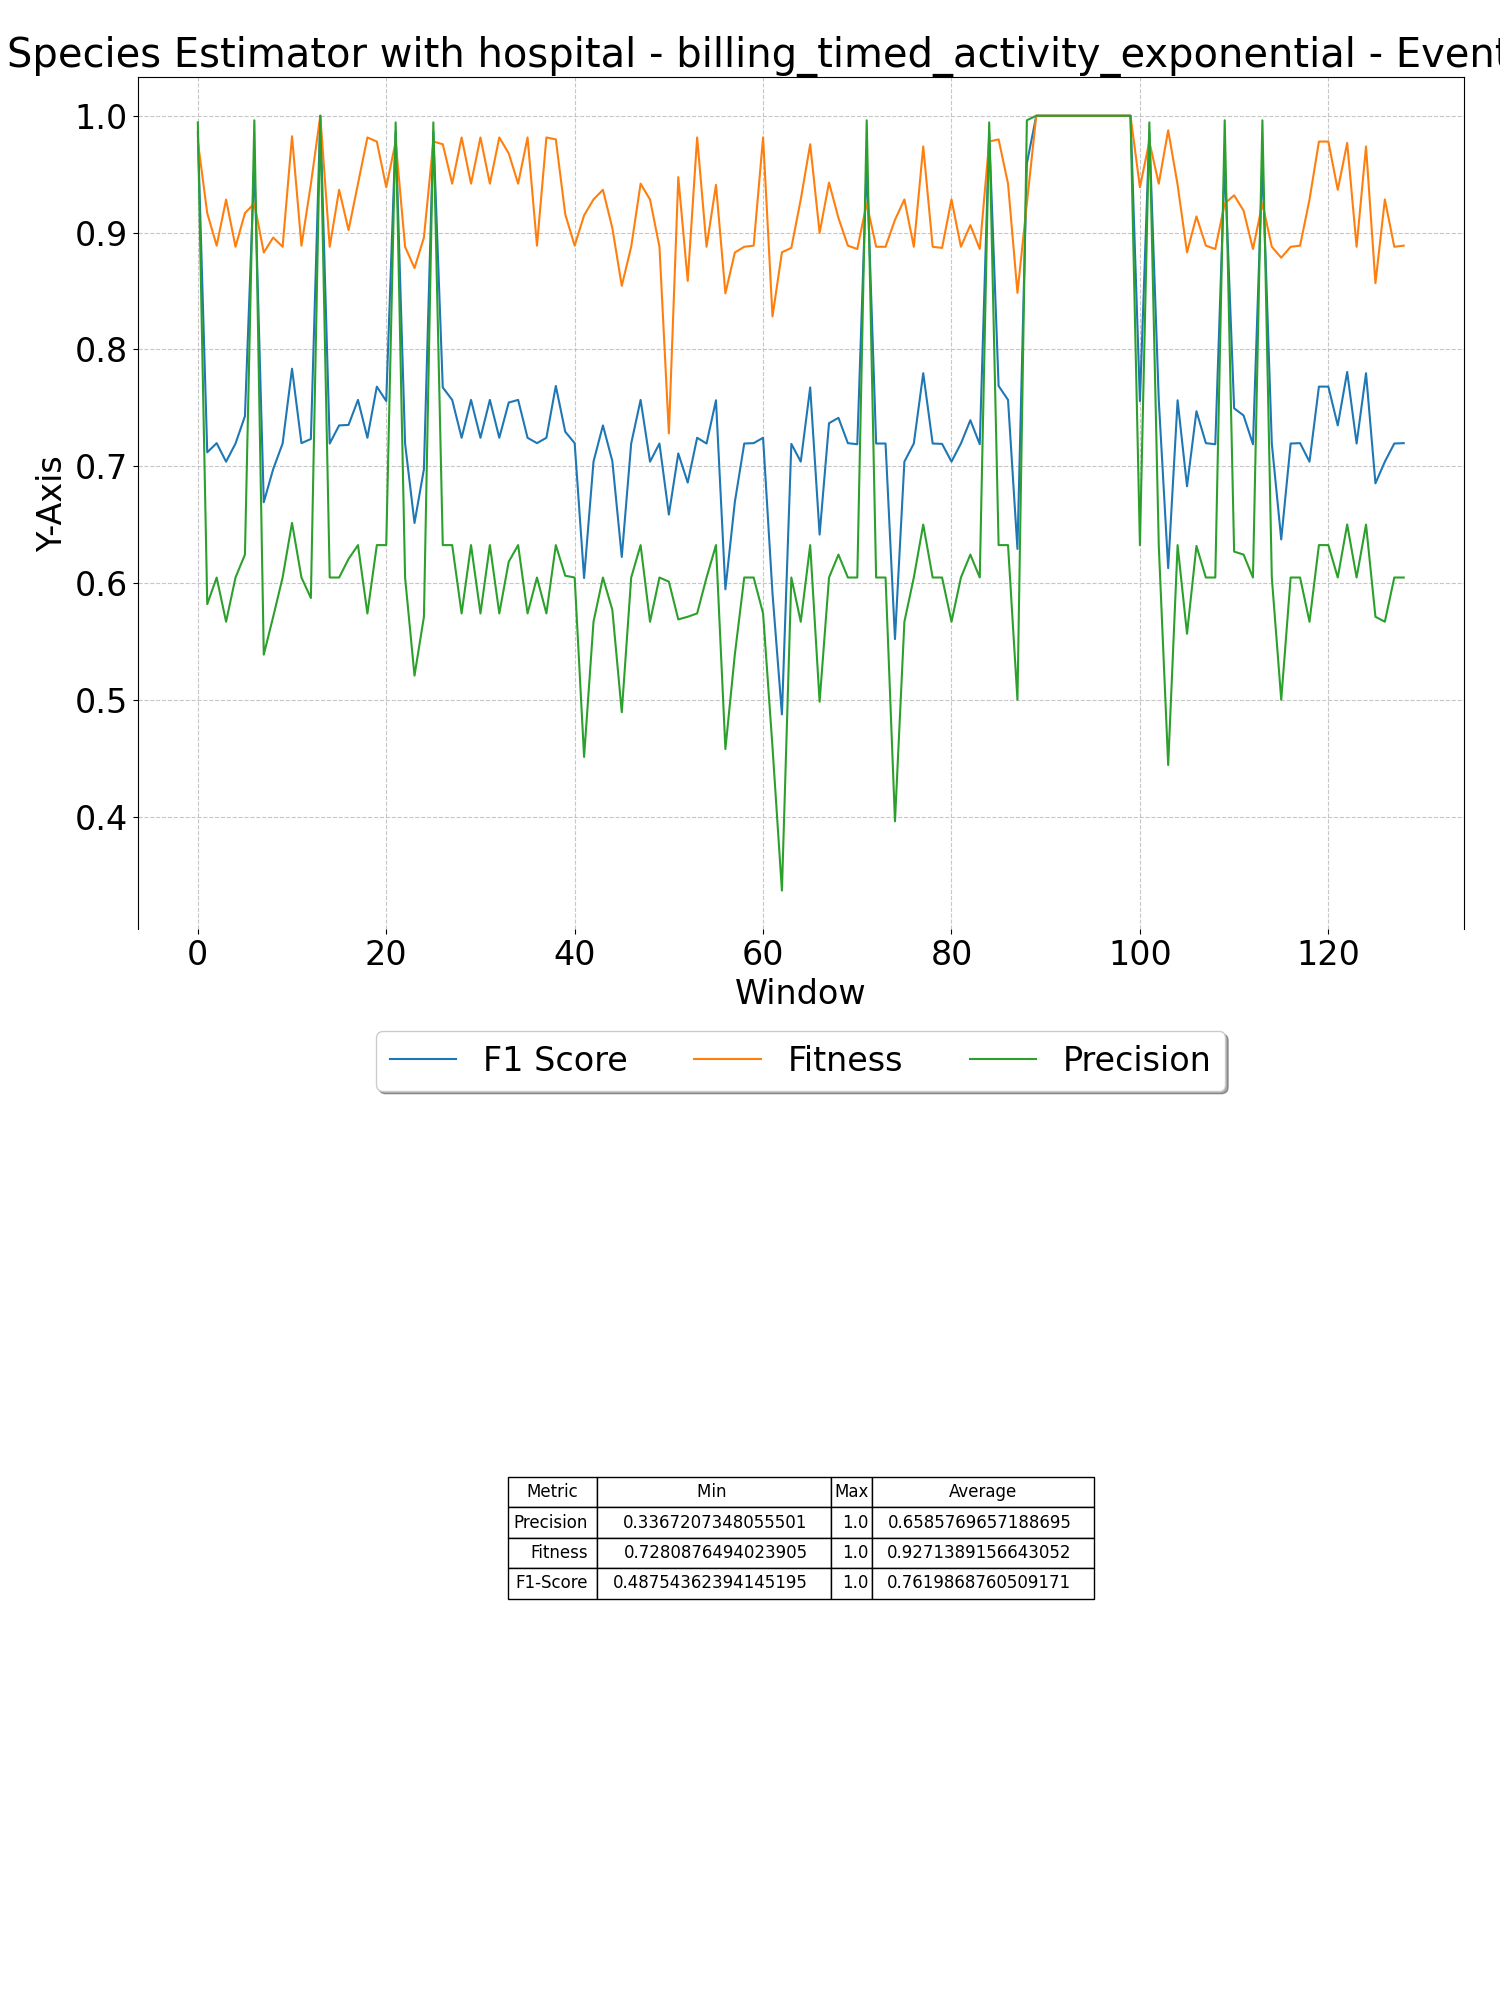 Species Estimator with hospital - billing_timed_activity_exponential - Event
1.0
0.9
0.8
0.7
0.6
0.5
0.4
Y-Axis
0 20 40 60 80 100 120
Window
F1 Score Fitness Precision
Metric Min Max Average
Precision 0.3367207348055501 1.0 0.6585769657188695
Fitness 0.7280876494023905 1.0 0.9271389156643052
F1-Score 0.48754362394145195 1.0 0.7619868760509171